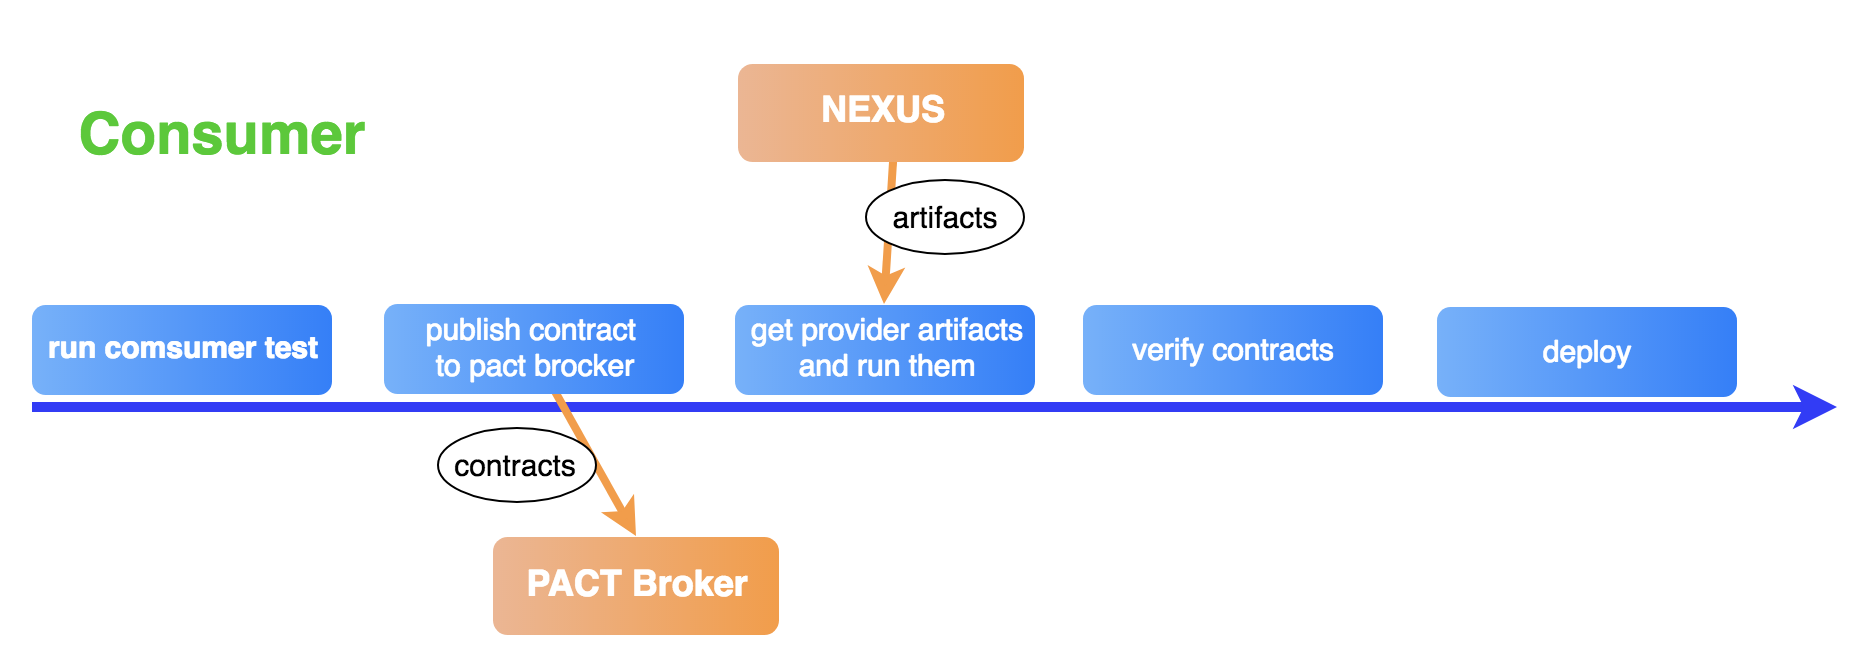 Consumer
NEXUS
artifacts
run comsumer test
publish contract
to pact brocker
get provider artifacts
and run them
verify contracts
deploy
contracts
PACT Broker